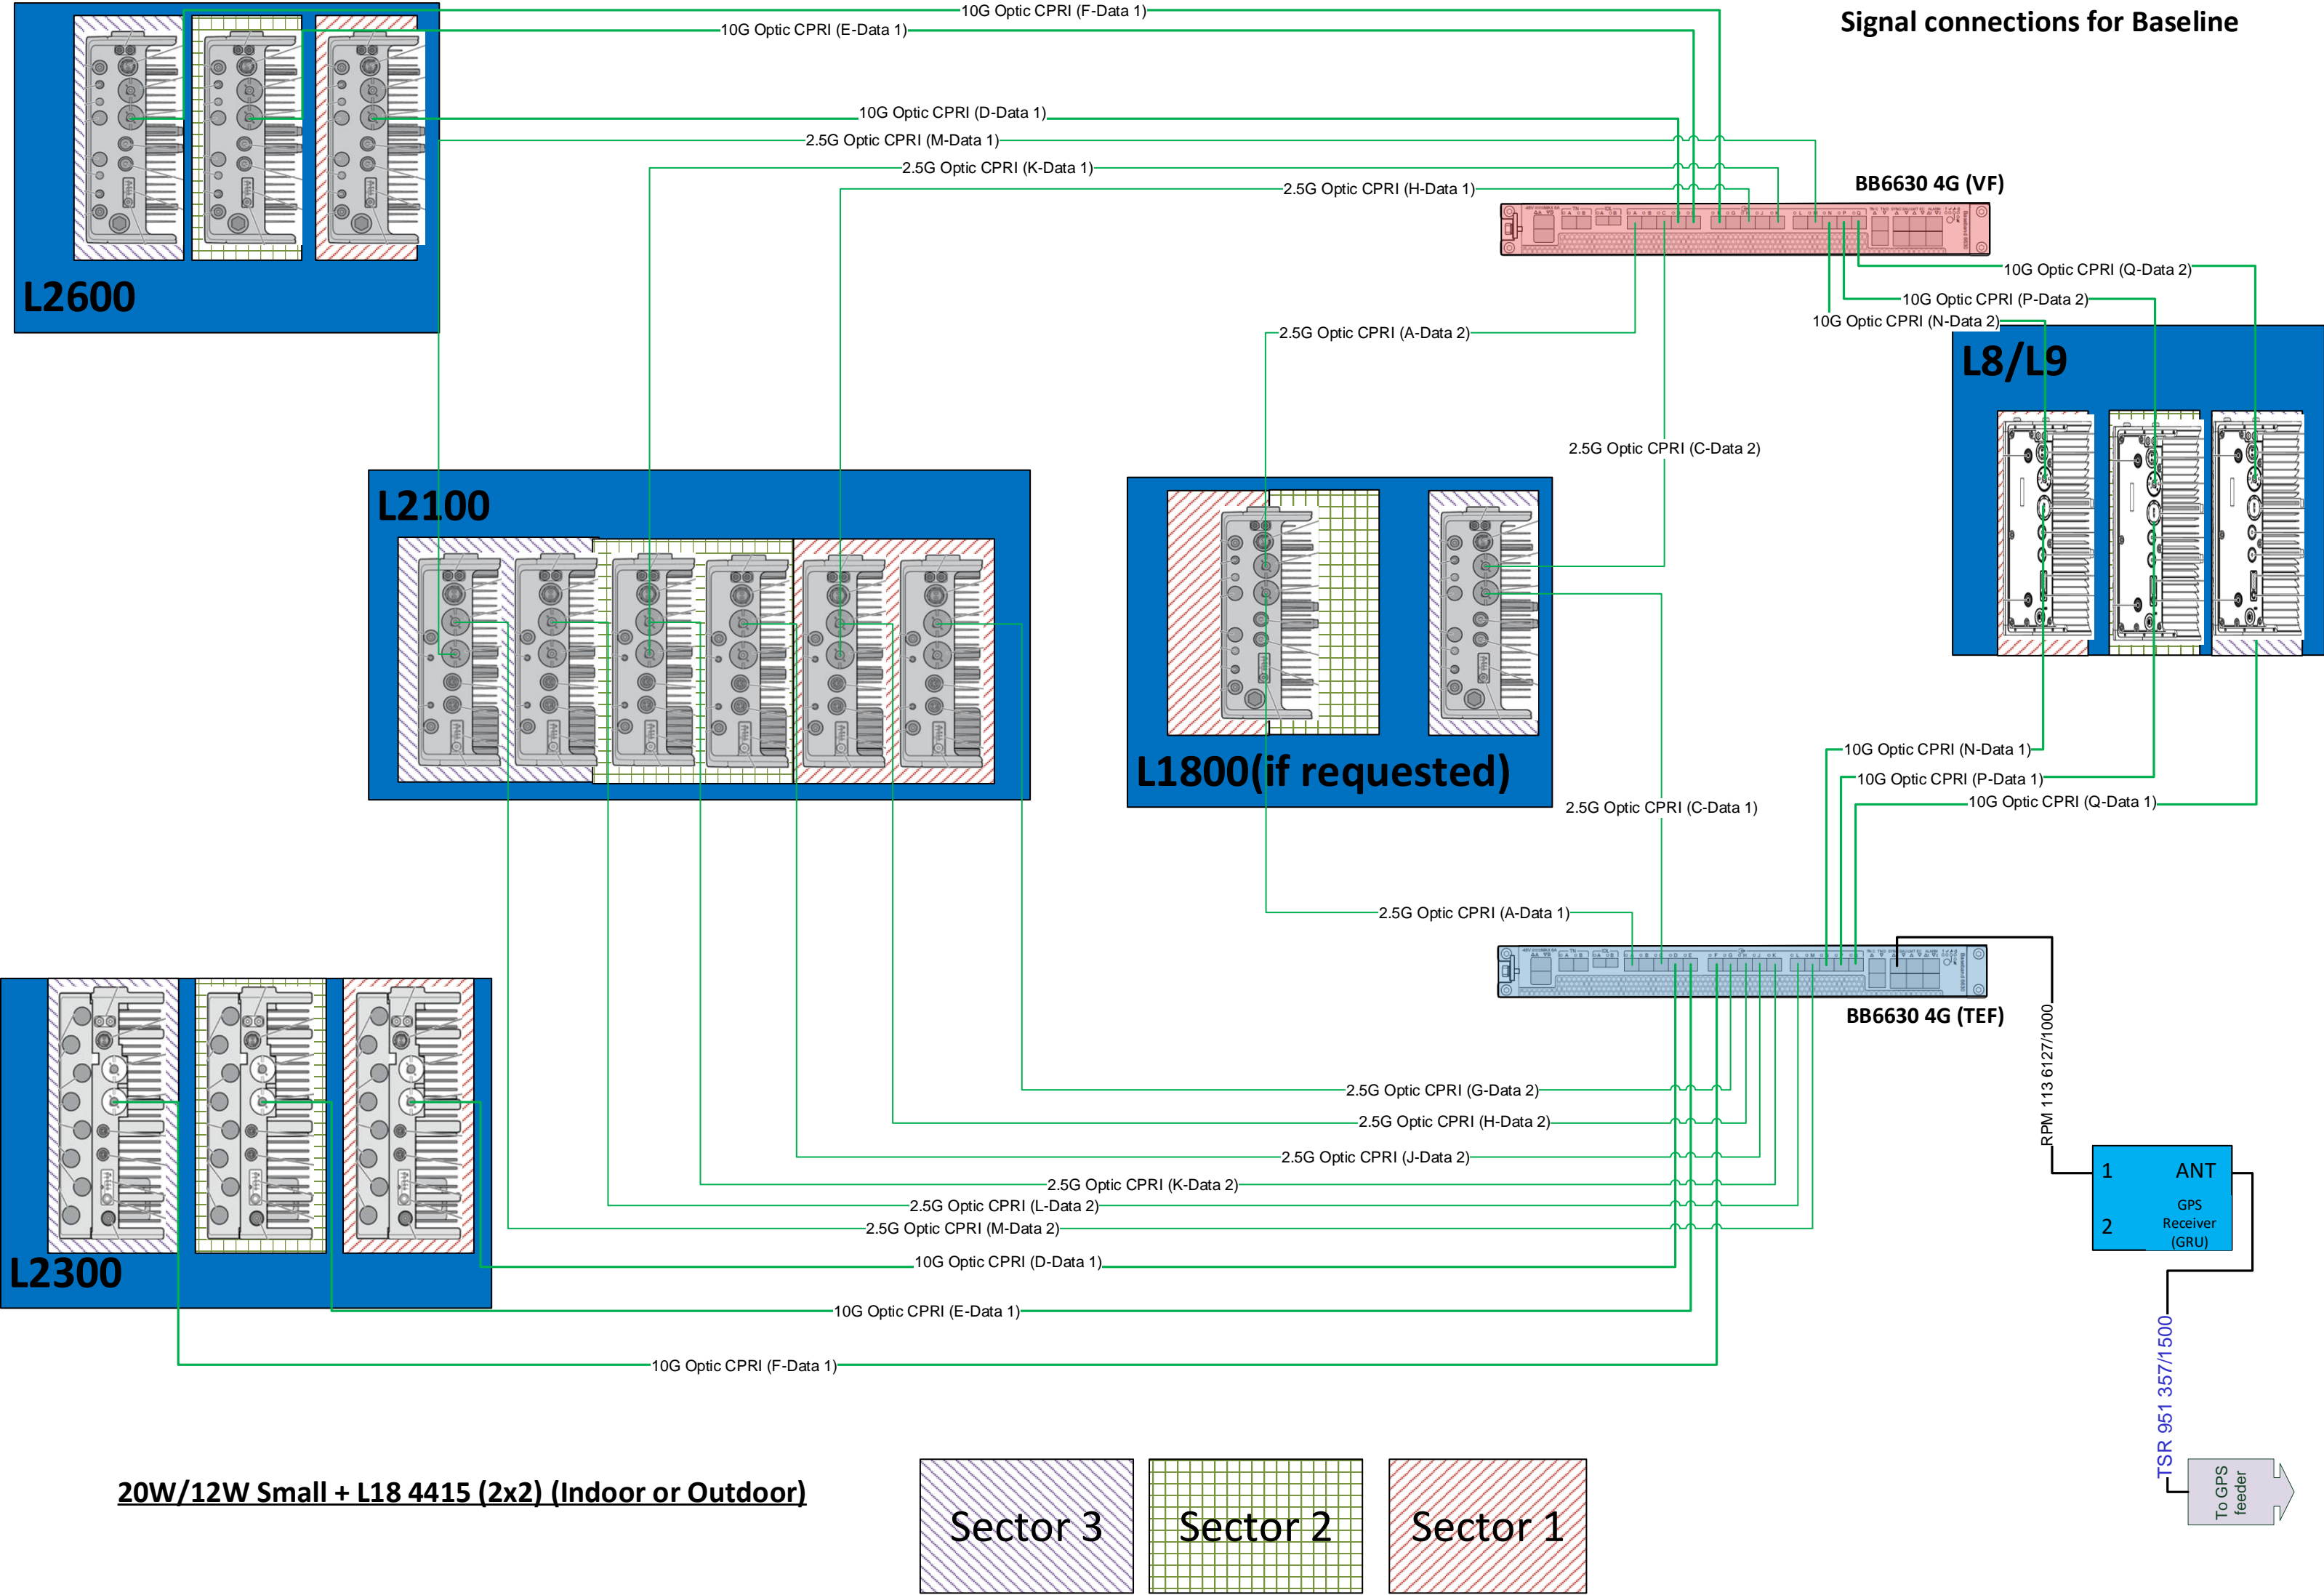 Signal connections for Baseline
10G Optic CPRI (F-Data 1)
10G Optic CPRI (E-Data 1)
10G Optic CPRI (D-Data 1)
2.5G Optic CPRI (M-Data 1)
2.5G Optic CPRI (K-Data 1)
2.5G Optic CPRI (H-Data 1)
BB6630 4G (VF)
L2600
10G Optic CPRI (Q-Data 2)
10G Optic CPRI (P-Data 2)
10G Optic CPRI (N-Data 2)
2.5G Optic CPRI (A-Data 2)
L8/L9
2.5G Optic CPRI (C-Data 2)
L2100
L1800(if requested)
10G Optic CPRI (N-Data 1)
10G Optic CPRI (P-Data 1)
10G Optic CPRI (Q-Data 1)
2.5G Optic CPRI (C-Data 1)
2.5G Optic CPRI (A-Data 1)
Baseband 6630
BB6630 4G (TEF)
RPM 113 6127/1000
2.5G Optic CPRI (G-Data 2)
2.5G Optic CPRI (H-Data 2)
2.5G Optic CPRI (J-Data 2)
2.5G Optic CPRI (K-Data 2)
2.5G Optic CPRI (L-Data 2)
2.5G Optic CPRI (M-Data 2)
1 ANT
GPS
Receiver
2
(GRU)
L2300
10G Optic CPRI (D-Data 1)
10G Optic CPRI (E-Data 1)
10G Optic CPRI (F-Data 1)
TSR 951 357/1500
To GPS
feeder
20W/12W Small + L18 4415 (2x2) (Indoor or Outdoor)
Sector 3
Sector 2
Sector 1